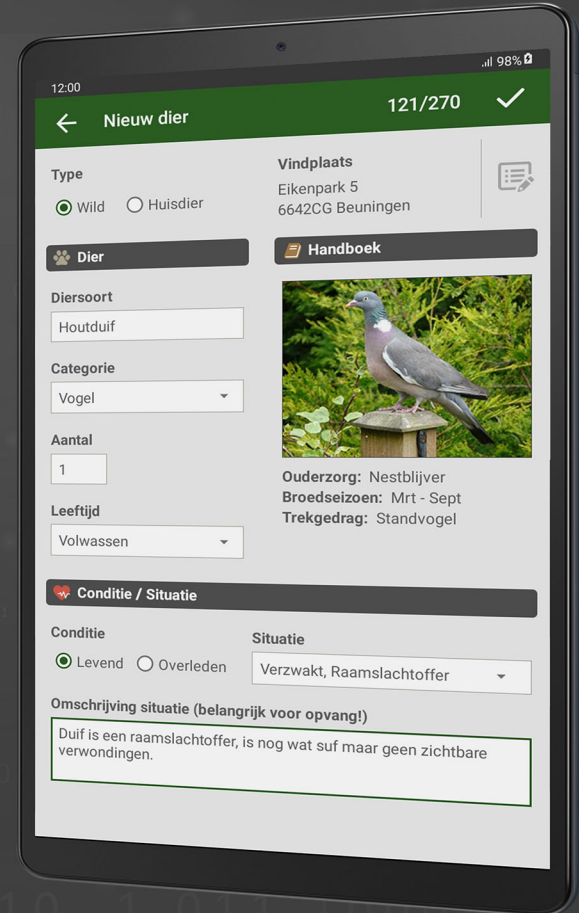 12:00
98%
Nieuw dier
121/270
Type
Wild
Huisdier
Vindplaats
Eikenpark 5
6642CG Beuningen
Dier
Diersoort
Houtduif
Categorie
Vogel
Aantal
1
Leeftijd
Volwassen
Handboek
Ouderzorg: Nestblijver
Broedseizoen: Mrt - Sept
Trekgedrag: Standvogel
Conditie / Situatie
Conditie
Levend
Overleden
Situatie
Verzwakt, Raamslachtoffer
Omschrijving situatie (belangrijk voor opvang!)
Duif is een raamslachtoffer, is nog wat suf maar geen zichtbare
verwondingen.